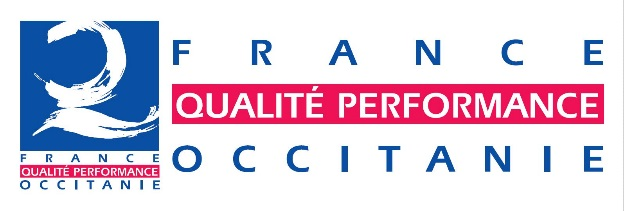 FRANCE
QUALITÉ PERFORMANCE
OCCITANIE
FRANCE
QUALITÉ PERFORMANCE
OCCITANIE